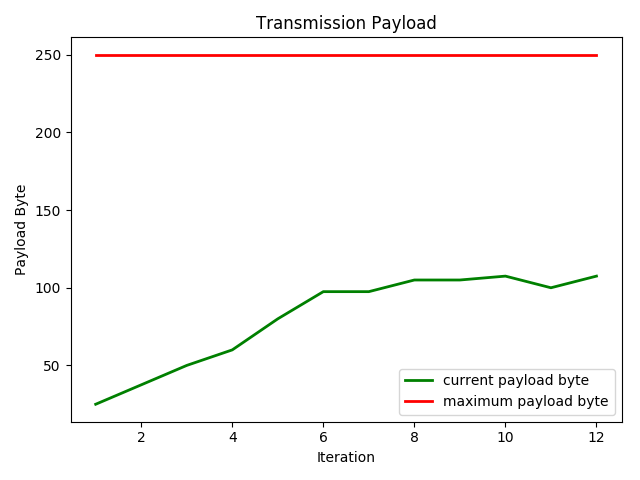 Transmission Payload
250
200
150
100
50
Payload Byte
current payload byte
maximum payload byte
2 4 6 8 10 12
Iteration